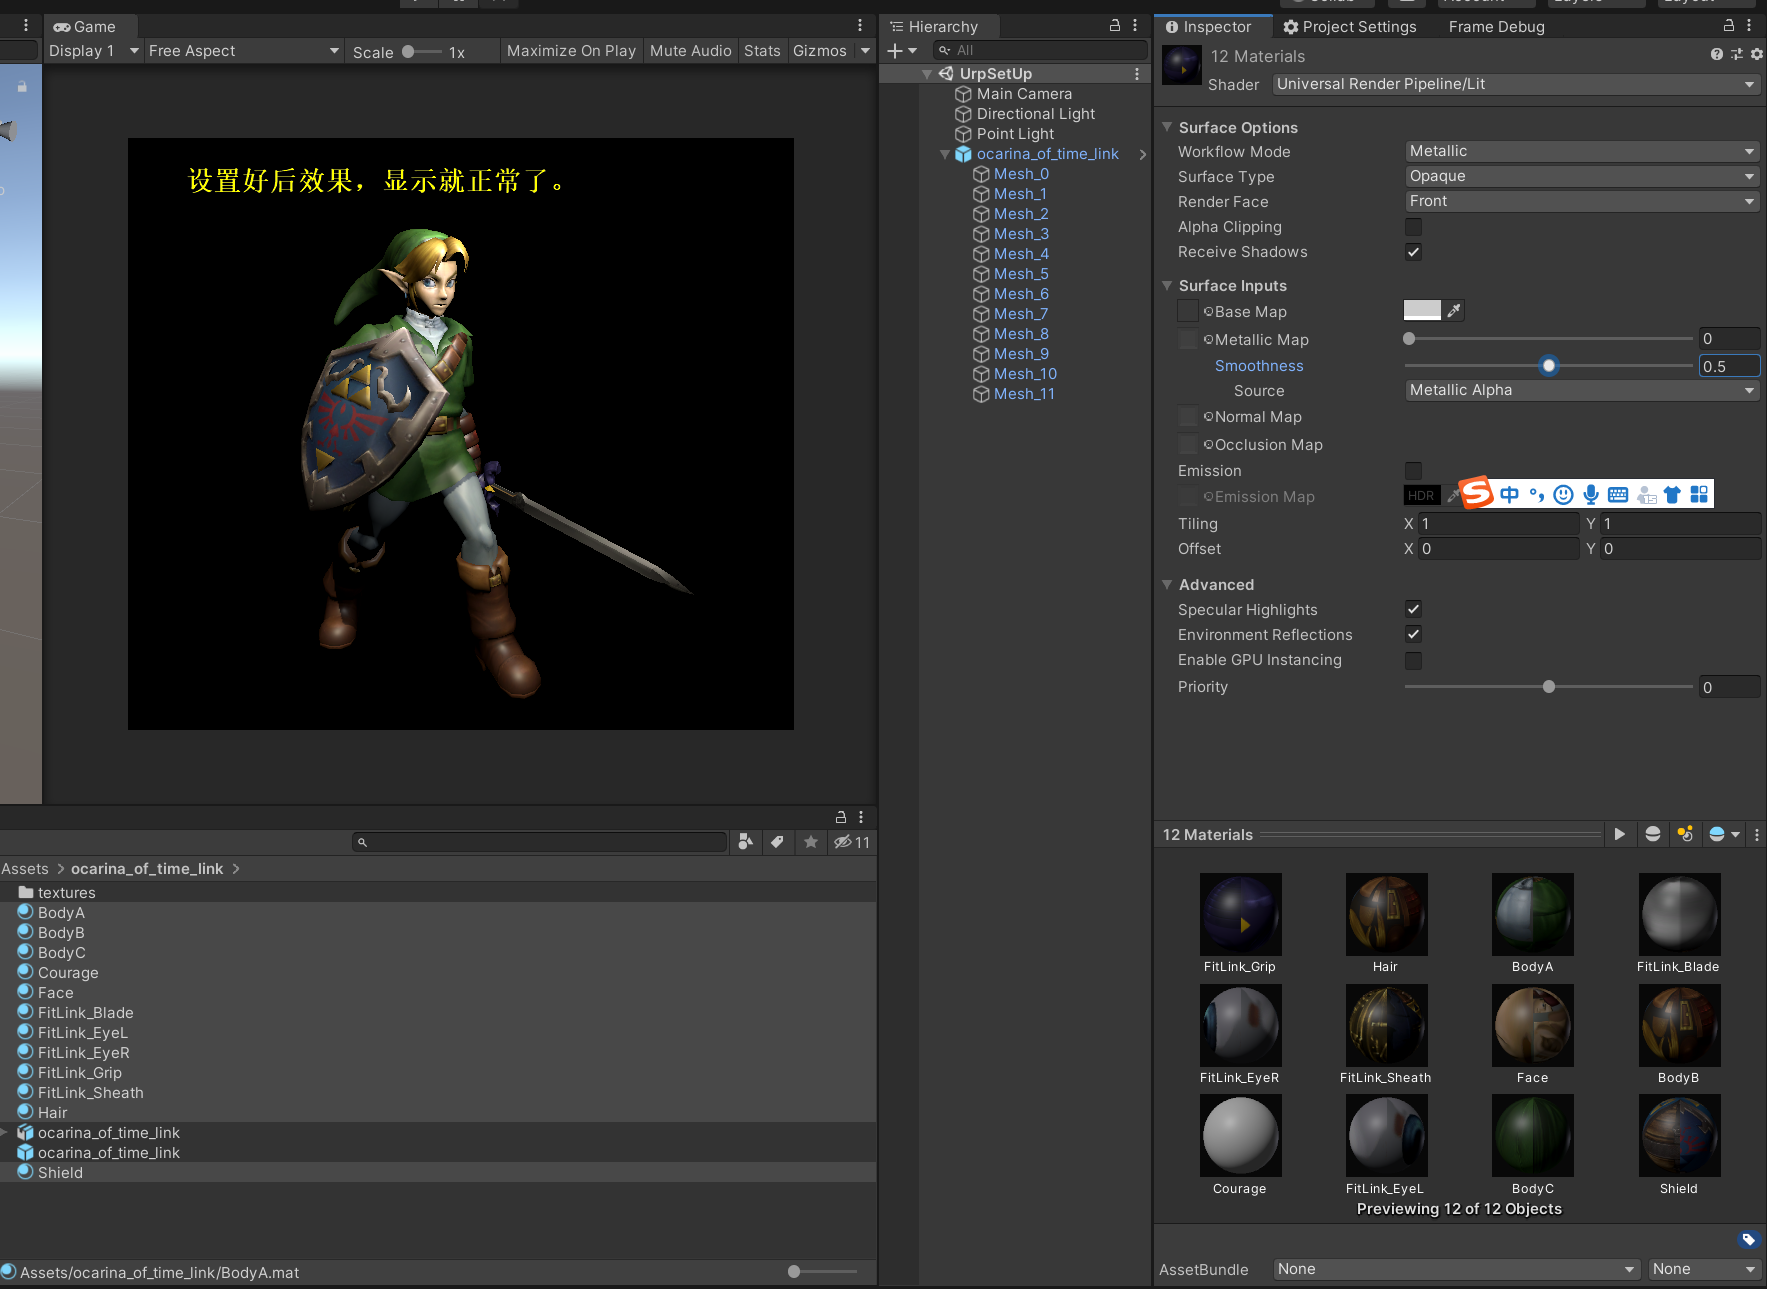 Game
Display 1
Free Aspect
Scale
1x
Maximize On Play
Mute Audio
Stats
Gizmos
设置好后效果，显示就正常了。
11
Assets > ocarina_of_time_link >
textures
BodyA
BodyB
BodyC
Courage
Face
FitLink_Blade
FitLink_EyeL
FitLink_EyeR
FitLink_Grip
FitLink_Sheath
Hair
ocarina_of_time_link
ocarina_of_time_link
Shield
Assets/ocarina_of_time_link/BodyA.mat
Hierarchy
All
UrpSetUp
Main Camera
Directional Light
Point Light
ocarina_of_time_link
Mesh_0
Mesh_1
Mesh_2
Mesh_3
Mesh_4
Mesh_5
Mesh_6
Mesh_7
Mesh_8
Mesh_9
Mesh_10
Mesh_11
Inspector
Project Settings
Frame Debug
12 Materials
Shader Universal Render Pipeline/Lit
Surface Options
Workflow Mode Metallic
Surface Type Opaque
Render Face Front
Alpha Clipping
Receive Shadows
Surface Inputs
Base Map
Metallic Map 0
Smoothness 0.5
Source Metallic Alpha
Normal Map
Occlusion Map
Emission
Emission Map HDR
中
Tiling X 1 Y 1
Offset X 0 Y 0
Advanced
Specular Highlights
Environment Reflections
Enable GPU Instancing
Priority 0
12 Materials
FitLink_Grip Hair BodyA FitLink_Blade
FitLink_EyeR FitLink_Sheath Face BodyB
Courage FitLink_EyeL BodyC Shield
Previewing 12 of 12 Objects
AssetBundle None None